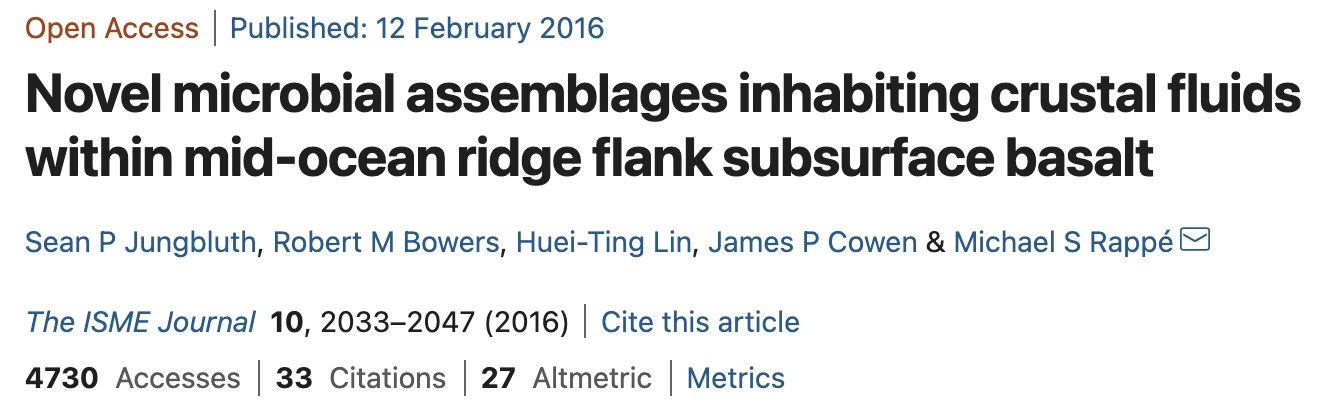 Open Access | Published: 12 February 2016
Novel microbial assemblages inhabiting crustal fluids
within mid-ocean ridge flank subsurface basalt
Sean P Jungbluth, Robert M Bowers, Huei-Ting Lin, James P Cowen & Michael S Rappé
The ISME Journal 10, 2033–2047 (2016) | Cite this article
4730 Accesses | 33 Citations | 27 Altmetric | Metrics